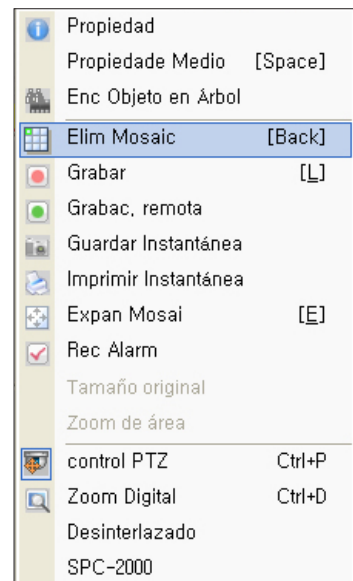 Propiedad
Propiedade Medio [Space]
Enc Objeto en Arbol
Elim Mosaic [Back]
Grabar [L]
Grabac, remota
Guardar Instantánea
Imprimir Instantánea
Expan Mosai [E]
Rec Alarm
Tamaño original
Zoom de área
control PTZ Ctrl+P
Zoom Digital Ctrl+D
Desinterlazado
SPC-2000